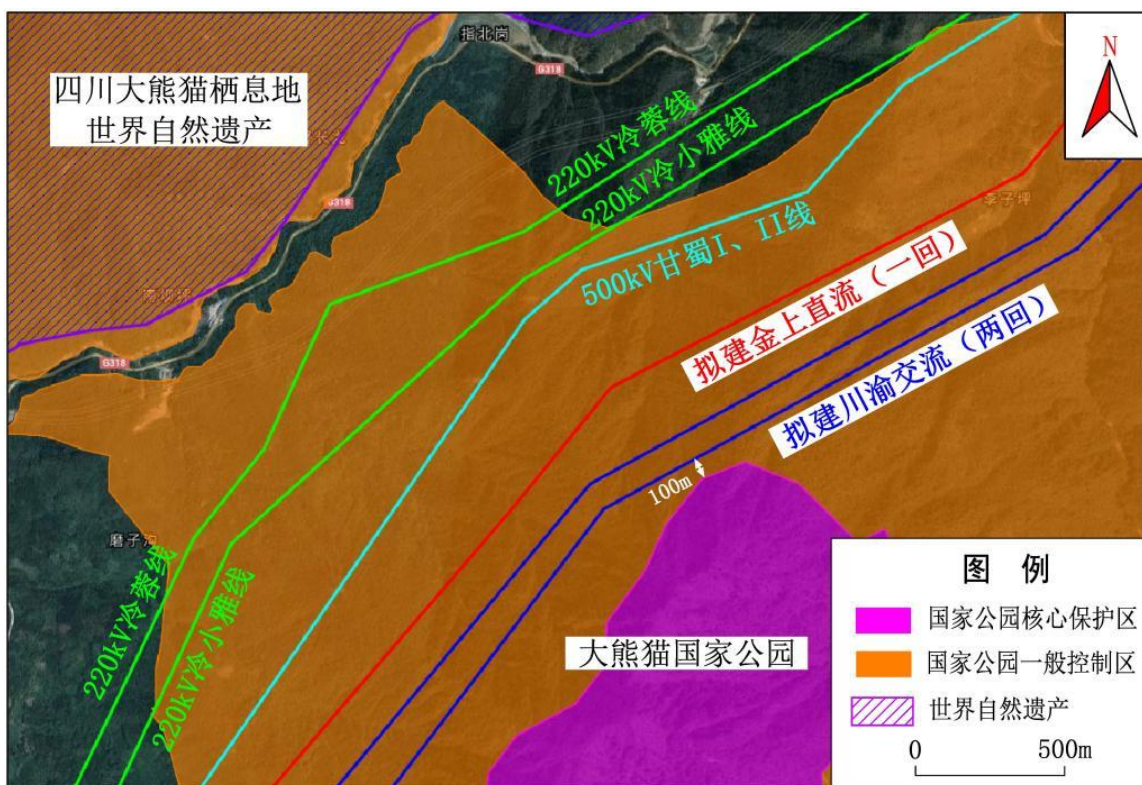 指北岗
G318
四川大熊猫栖息地
世界自然遗产
N
220kV冷蓉线
220kV冷小雅线
G318
李子坪
500kV甘蜀I、II线
拟建金上直流（一回）
G318
拟建川渝交流（两回）
100m
磨子沟
220kV冷蓉线
220kV冷小雅线
大熊猫国家公园
图 例
国家公园核心保护区
国家公园一般控制区
世界自然遗产
0 500m